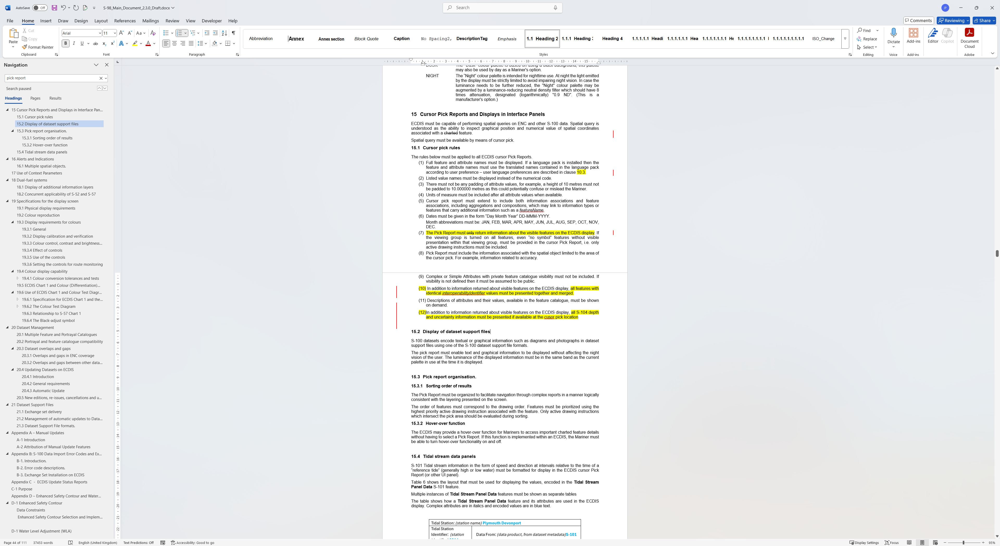 AutoSave Off S-98_Main_Document_2.3.0_Draft.docx Search JP
File Home Insert Draw Design Layout References Mailings Review View Developer Help Comments Reviewing Share
Paste Cut Copy Format Painter Clipboard
Arial 11 Font
Paragraph
Abbreviation Annex Annex section Block Quote Caption No Spacing2, DescriptionTag Emphasis 1.1 Heading 2 1.1.1 Heading 3 Heading 4 1.1.1.1.1 Headi 1.1.1.1.1.1 Hea 1.1.1.1.1.1.1 He 1.1.1.1.1.1.1.1 1.1.1.1.1.1.1.1.1 ISO_Change
Styles
Find Replace Select Editing
Dictate Voice
Add-ins Add-ins
Editor Copilot
Document Cloud Adobe
Navigation
pick report
Search paused
Headings Pages Results
15 Cursor Pick Reports and Displays in Interface Pan...
15.1 Cursor pick rules
15.2 Display of dataset support files
15.3 Pick report organisation.
15.3.1 Sorting order of results
15.3.2 Hover-over function
15.4 Tidal stream data panels
16 Alerts and Indications
16.1 Multiple spatial objects.
17 Use of Context Parameters
18 Dual-fuel systems
18.1 Display of additional information layers
18.2 Concurrent applicability of S-52 and S-57
19 Specifications for the display screen
19.1 Physical display requirements
19.2 Colour reproduction
19.3 Display requirements for colours
19.3.1 General
19.3.2 Display calibration and verification
19.3.3 Colour control, contrast and brightness...
19.3.4 Effect of controls
19.3.5 Use of the controls
19.3.6 Setting the controls for route monitoring
19.4 Colour display capability
19.4.1 Colour conversion tolerances and tests
19.5 ECDIS Chart 1 and Colour (Differentiation)...
19.6 Use of ECDIS Chart 1 and Colour Test Diagr...
19.6.1 Specification for ECDIS Chart 1 and the...
19.6.2 The Colour Test Diagram
19.6.3 Relationship to S-57 Chart 1
19.6.4 The Black-adjust symbol
20 Dataset Management
20.1 Multiple Feature and Portrayal Catalogues
20.2 Portrayal and feature catalogue compatibility
20.3 Dataset overlaps and gaps
20.3.1 Overlaps and gaps in ENC coverage
20.3.2 Overlaps and gaps between other data...
20.4 Updating Datasets on ECDIS
20.4.1 Introduction
20.4.2 General requirements
20.4.3 Automatic Update
20.5 New editions, re-issues, cancellations and u...
21 Dataset Support Files
21.1 Exchange set delivery
21.2 Management of automatic updates to Data...
21.3 Dataset Support File formats.
Appendix A – Manual Updates
A-1 Introduction
A-2 Attribution of Manual Update Features
Appendix B: S-100 Data Import Error Codes and Ex...
B-1. Introduction.
B-2. Error code descriptions.
B-3. Exchange Set Installation on ECDIS
Appendix C - ECDIS Update Status Reports
C-1 Purpose
Appendix D – Enhanced Safety Contour and Water...
D-1 Enhanced Safety Contour
Data Constraints
Enhanced Safety Contour Selection and Implem...
D-1 Water Level Adjustment (WLA)
DUSK The "Dusk" colour palette is based on using a black background, this palette
may also be used by day as a Mariner's option.
NIGHT The "Night" colour palette is intended for nighttime use. At night the light emitted
by the display must be strictly limited to avoid impairing night vision. In case the
luminance needs to be further reduced, the "Night" colour palette may be
augmented by a luminance-reducing neutral density filter which should have 8
times attenuation, designated (logarithmically) "0.9 ND". (This is a
manufacturer's option.)
15 Cursor Pick Reports and Displays in Interface Panels
ECDIS must be capable of performing spatial queries on ENC and other S-100 data. Spatial query is
understood as the ability to inspect graphical position and numerical value of spatial coordinates
associated with a charted feature.
Spatial query must be available by means of cursor pick.
15.1 Cursor pick rules
The rules below must be applied to all ECDIS cursor Pick Reports.
(1) Full feature and attribute names must be displayed. If a language pack is installed then the
feature and attribute names must use the translated names contained in the language pack
according to user preference – user language preferences are described in clause 10.3.
(2) Listed value names must be displayed instead of the numerical code.
(3) There must not be any padding of attribute values, for example, a height of 10 metres must not
be padded to 10.000000 metres as this could potentially confuse or mislead the Mariner.
(4) Units of measure must be included after all attribute values when available.
(5) Cursor pick report must extend to include both information associations and feature
associations, including aggregations and compositions, which may link to information types or
features that carry additional information such as a featureName.
(6) Dates must be given in the form "Day Month Year" DD-MMM-YYYY.
Month abbreviations must be: JAN, FEB, MAR, APR, MAY, JUN, JUL, AUG, SEP, OCT, NOV,
DEC.
(7) The Pick Report must only return information about the visible features on the ECDIS display. If
the viewing group is turned on all features, even "no symbol" features without visible
presentation within that viewing group, must be provided in the cursor Pick Report, i.e. only
active drawing instructions must be included.
(8) Pick Report must include the information associated with the spatial object limited to the area of
the cursor pick. For example, information related to accuracy.
(9) Complex or Simple Attributes with private feature catalogue visibility must not be included. If
visibility is not defined then it must be assumed to be public.
(10) In addition to information returned about visible features on the ECDIS display, all features with
identical interoperabilityIdentifier values must be presented together and merged.
(11) Descriptions of attributes and their values, available in the feature catalogue, must be shown
on demand.
(12)In addition to information returned about visible features on the ECDIS display, all S-104 depth
and uncertainty information must be presented if available at the cusor pick location
15.2 Display of dataset support files
S-100 datasets encode textual or graphical information such as diagrams and photographs in dataset
support files using one of the S-100 dataset support file formats.
The pick report must enable text and graphical information to be displayed without affecting the night
vision of the user. The luminance of the displayed information must be in the same band as the current
palette in use at the time it is displayed.
15.3 Pick report organisation.
15.3.1 Sorting order of results
The Pick Report must be organized to facilitate navigation through complex reports in a manner logically
consistent with the layering presented on the screen.
The order of features must correspond to the drawing order. Features must be prioritized using the
highest priority active drawing instruction associated with the feature. Only active drawing instructions
which intersect the pick area should be evaluated during sorting.
15.3.2 Hover-over function
The ECDIS may provide a hover-over function for Mariners to access important charted feature details
without having to select a Pick Report. If this function is implemented within an ECDIS, the Mariner must
be able to turn hover-over functionality on and off.
15.4 Tidal stream data panels
S-101 Tidal stream information in the form of speed and direction at intervals relative to the time of a
"reference tide" (generally high or low water) must be formatted for display in the ECDIS cursor Pick
Report (or other UI panel).
Table 6 shows the layout that must be used for displaying the values, encoded in the Tidal Stream
Panel Data S-101 feature.
Multiple instances of Tidal Stream Panel Data features must be shown as separate tables
The table shows how a Tidal Stream Panel Data feature and its attributes are used in the ECDIS
display. Complex attributes are in italics and encoded values are in blue text.
Tidal Station: (station name) Plymouth Devonport
Tidal Station
Identifier: (station Data From: (data product, from dataset metadata)S-101
Page 44 of 111 37453 words English (United Kingdom) Text Predictions: Off Accessibility: Good to go Display Settings Focus 95%